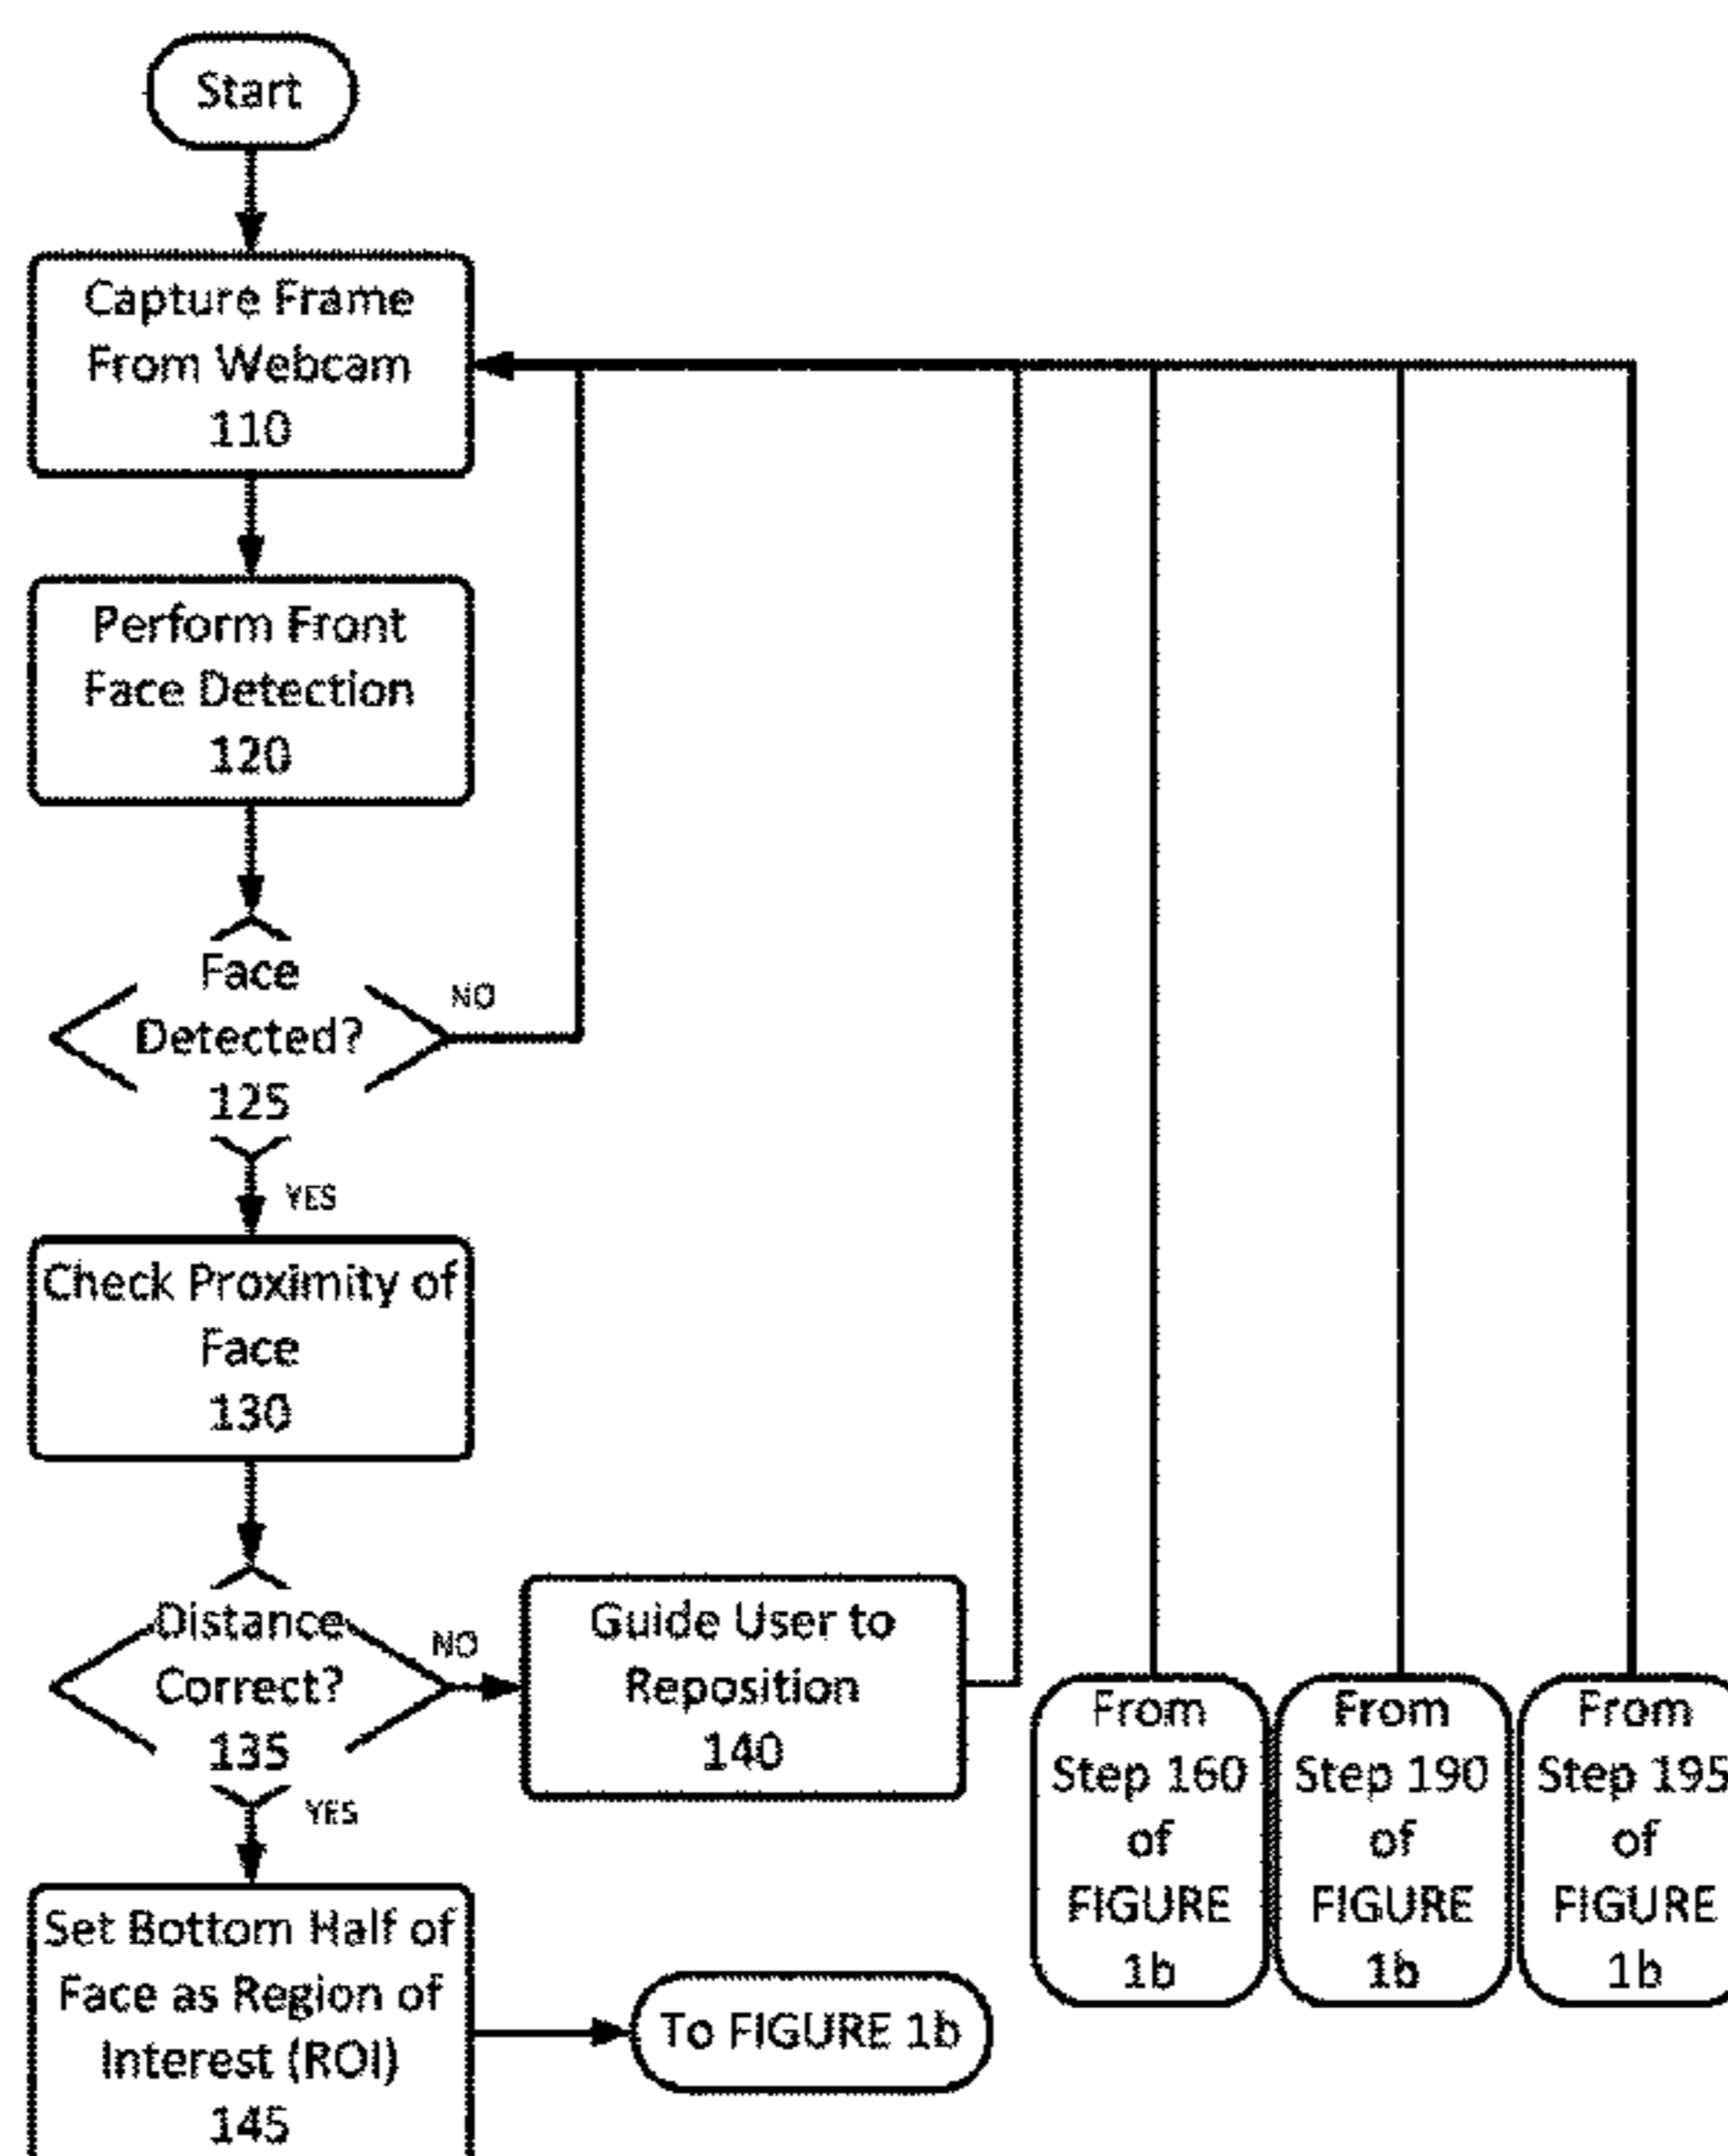 Start
Capture Frame
From Webcam
110
Perform Front
Face Detection
120
Face
Detected?
125
NO
YES
Check Proximity of
Face
130
Distance
Correct?
135
NO
YES
Guide User to
Reposition
140
Set Bottom Half of
Face as Region of
Interest (ROI)
145
To FIGURE 1b
From
Step 160
of
FIGURE
1b
From
Step 190
of
FIGURE
1b
From
Step 195
of
FIGURE
1b